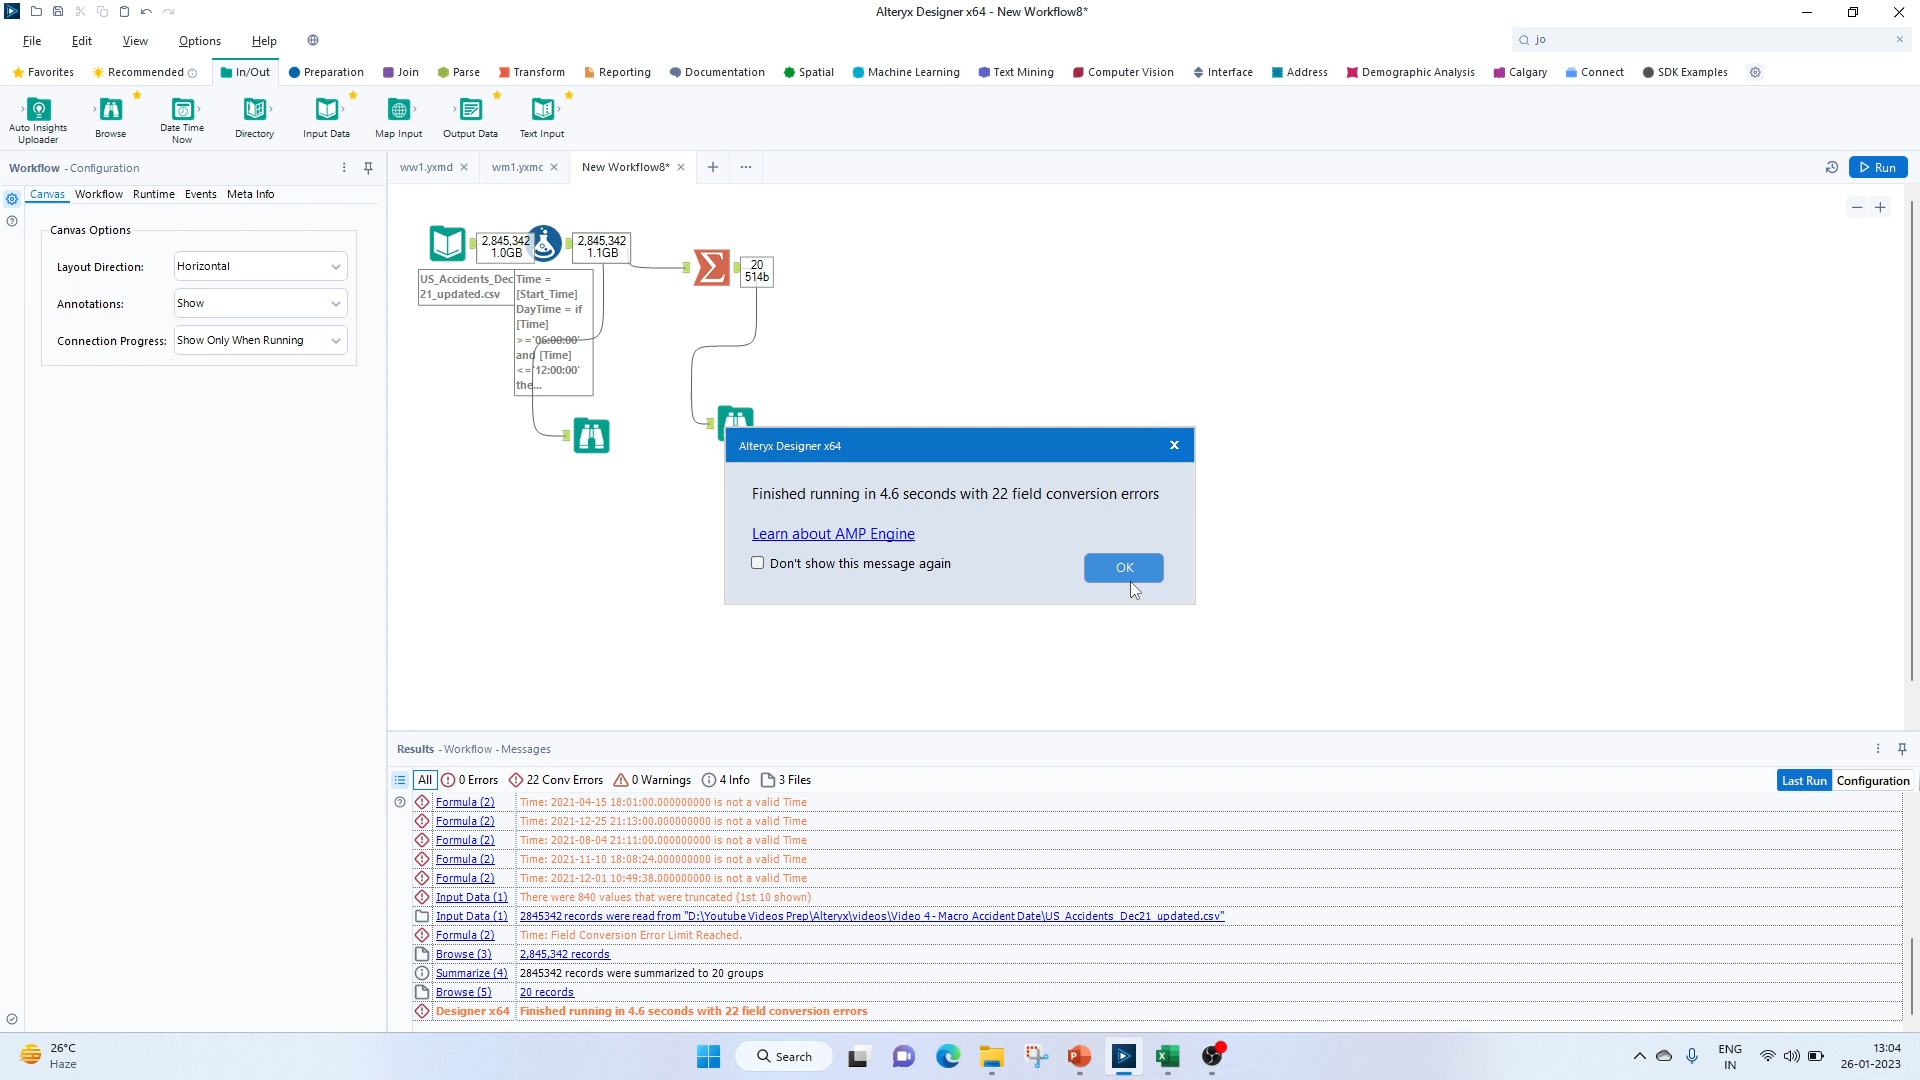 Alteryx Designer x64 - New Workflow8*
File Edit View Options Help
jo
Favorites Recommended In/Out Preparation Join Parse Transform Reporting Documentation Spatial Machine Learning Text Mining Computer Vision Interface Address Demographic Analysis Calgary Connect SDK Examples
Auto Insights Uploader
Browse
Date Time Now
Directory
Input Data
Map Input
Output Data
Text Input
Workflow - Configuration
ww1.yxmd wm1.yxmc New Workflow8*
Run
Canvas Workflow Runtime Events Meta Info
Canvas Options
Layout Direction: Horizontal
Annotations: Show
Connection Progress: Show Only When Running
2,845,342
1.0GB
2,845,342
1.1GB
20
514b
US_Accidents_Dec
21_updated.csv
Time =
[Start_Time]
DayTime = if
[Time]
>='06:00:00'
and [Time]
<='12:00:00'
the...
Alteryx Designer x64
Finished running in 4.6 seconds with 22 field conversion errors
Learn about AMP Engine
Don't show this message again
OK
Results - Workflow - Messages
All 0 Errors 22 Conv Errors 0 Warnings 4 Info 3 Files
Last Run Configuration
Formula (2) Time: 2021-04-15 18:01:00.000000000 is not a valid Time
Formula (2) Time: 2021-12-25 21:13:00.000000000 is not a valid Time
Formula (2) Time: 2021-08-04 21:11:00.000000000 is not a valid Time
Formula (2) Time: 2021-11-10 18:08:24.000000000 is not a valid Time
Formula (2) Time: 2021-12-01 10:49:38.000000000 is not a valid Time
Input Data (1) There were 840 values that were truncated (1st 10 shown)
Input Data (1) 2845342 records were read from "D:\Youtube Videos Prep\Alteryx\videos\Video 4 - Macro Accident Date\US_Accidents_Dec21_updated.csv"
Formula (2) Time: Field Conversion Error Limit Reached.
Browse (3) 2,845,342 records
Summarize (4) 2845342 records were summarized to 20 groups
Browse (5) 20 records
Designer x64 Finished running in 4.6 seconds with 22 field conversion errors
26°C
Haze
Search
ENG
IN
13:04
26-01-2023